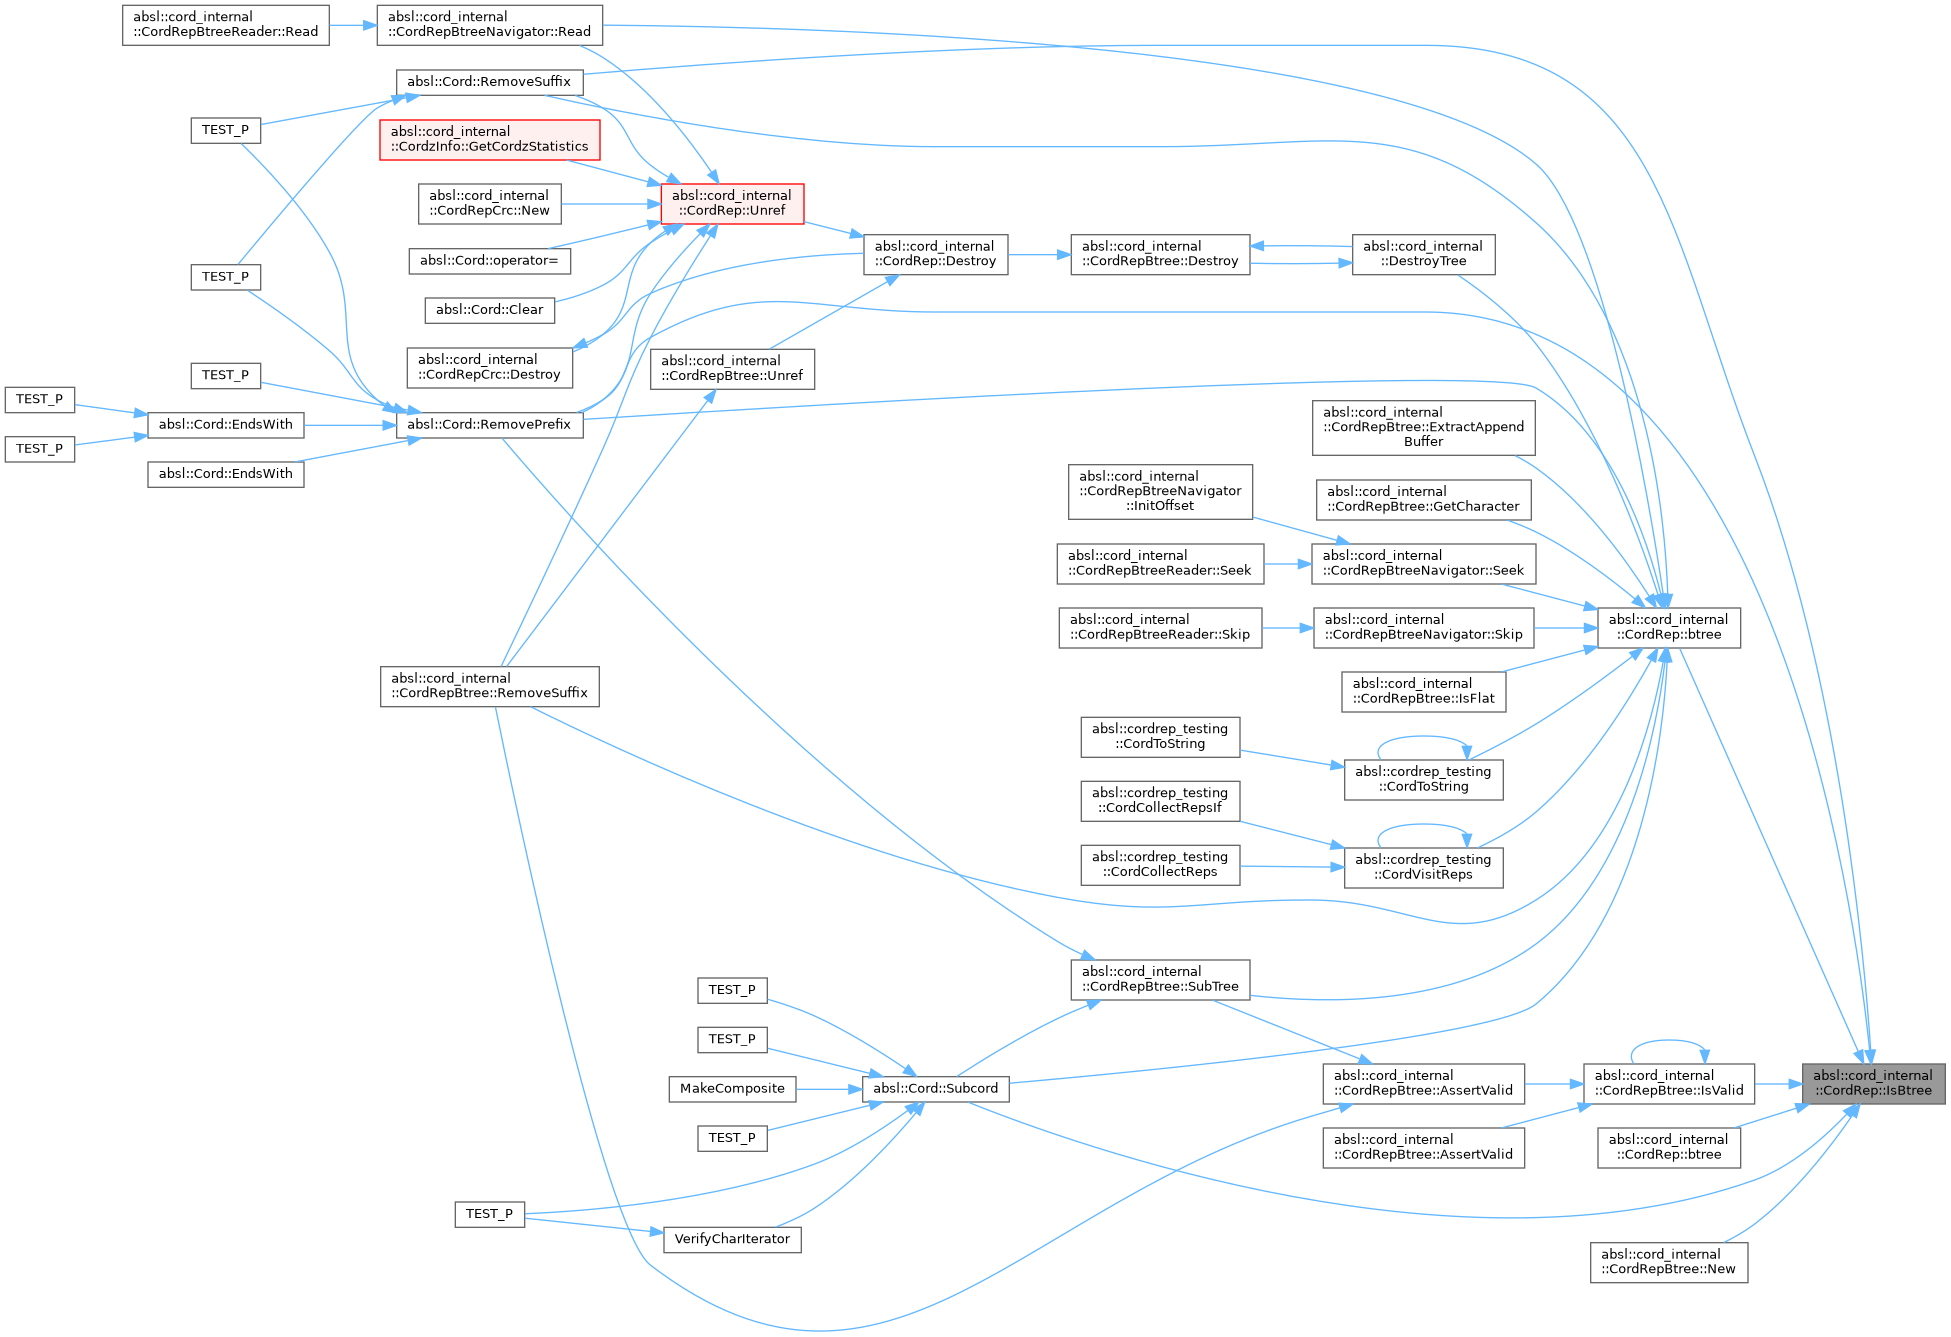 absl::cord_internal
::CordRepBtreeReader::Read
absl::cord_internal
::CordRepBtreeNavigator::Read
absl::Cord::RemoveSuffix
TEST_P
absl::cord_internal
::CordzInfo::GetCordzStatistics
absl::cord_internal
::CordRepCrc::New
absl::cord_internal
::CordRep::Unref
absl::Cord::operator=
absl::cord_internal
::CordRep::Destroy
absl::cord_internal
::CordRepBtree::Destroy
absl::cord_internal
::DestroyTree
TEST_P
absl::Cord::Clear
absl::cord_internal
::CordRepCrc::Destroy
absl::cord_internal
::CordRepBtree::Unref
TEST_P
TEST_P
absl::Cord::EndsWith
absl::Cord::RemovePrefix
TEST_P
absl::Cord::EndsWith
absl::cord_internal
::CordRepBtree::ExtractAppend
Buffer
absl::cord_internal
::CordRepBtreeNavigator
::InitOffset
absl::cord_internal
::CordRepBtree::GetCharacter
absl::cord_internal
::CordRepBtreeReader::Seek
absl::cord_internal
::CordRepBtreeNavigator::Seek
absl::cord_internal
::CordRepBtreeReader::Skip
absl::cord_internal
::CordRepBtreeNavigator::Skip
absl::cord_internal
::CordRep::btree
absl::cord_internal
::CordRepBtree::RemoveSuffix
absl::cord_internal
::CordRepBtree::IsFlat
absl::cordrep_testing
::CordToString
absl::cordrep_testing
::CordToString
absl::cordrep_testing
::CordCollectRepsIf
absl::cordrep_testing
::CordCollectReps
absl::cordrep_testing
::CordVisitReps
absl::cord_internal
::CordRepBtree::SubTree
TEST_P
TEST_P
MakeComposite
absl::Cord::Subcord
TEST_P
absl::cord_internal
::CordRepBtree::AssertValid
absl::cord_internal
::CordRepBtree::IsValid
absl::cord_internal
::CordRep::IsBtree
absl::cord_internal
::CordRepBtree::AssertValid
absl::cord_internal
::CordRep::btree
TEST_P
VerifyCharIterator
absl::cord_internal
::CordRepBtree::New